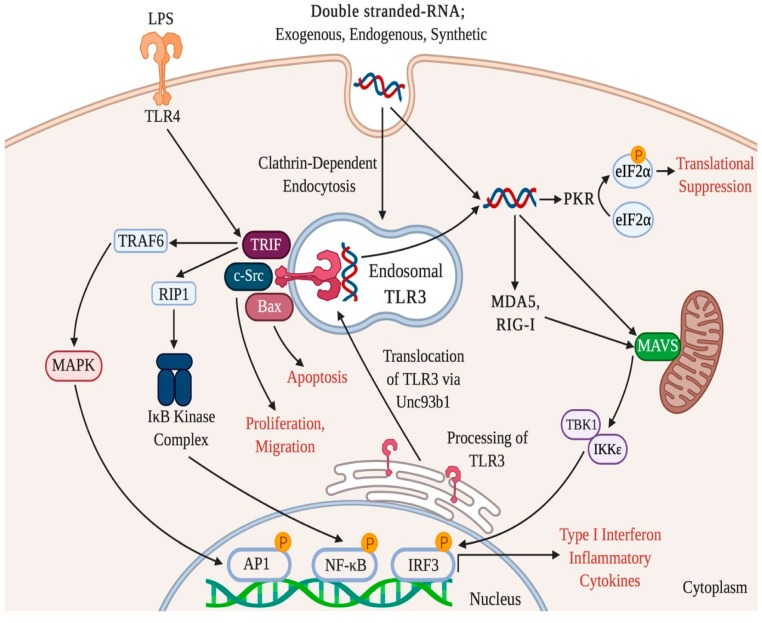 LPS
Double stranded-RNA;
Exogenous, Endogenous, Synthetic
TLR4
Clathrin-Dependent
Endocytosis
P
eIF2α
Translational
Suppression
PKR
eIF2α
TRAF6
TRIF
c-Src
Bax
Endosomal
TLR3
RIP1
MDA5,
RIG-I
MAVS
MAPK
Apoptosis
Translocation
of TLR3 via
Unc93b1
IκB Kinase
Complex
Proliferation,
Migration
TBK1
IKKε
Processing of
TLR3
P
AP1
P
NF-κB
P
IRF3
Type I Interferon
Inflammatory
Cytokines
Nucleus
Cytoplasm